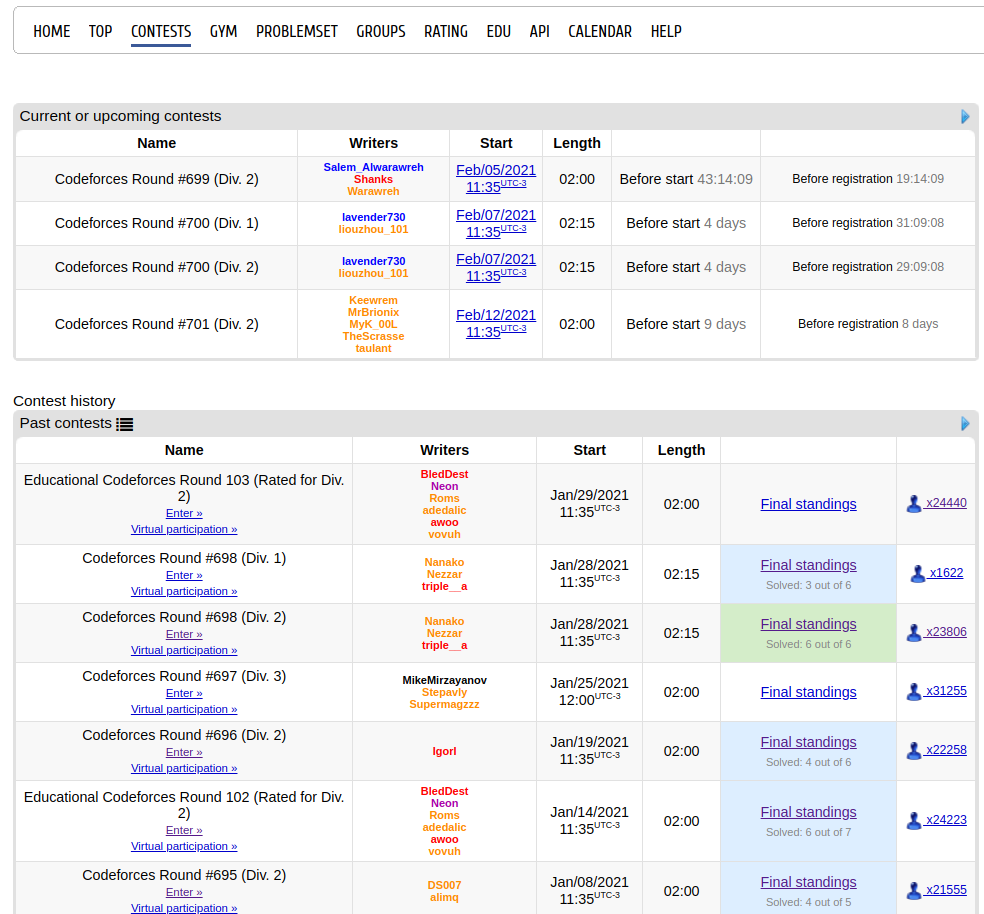 HOME TOP CONTESTS GYM PROBLEMSET GROUPS RATING EDU API CALENDAR HELP
Current or upcoming contests
Name Writers Start Length
Codeforces Round #699 (Div. 2) Salem_Alwarawreh Shanks Warawreh Feb/05/2021 11:35 UTC-3 02:00 Before start 43:14:09 Before registration 19:14:09
Codeforces Round #700 (Div. 1) lavender730 liouzhou_101 Feb/07/2021 11:35 UTC-3 02:15 Before start 4 days Before registration 31:09:08
Codeforces Round #700 (Div. 2) lavender730 liouzhou_101 Feb/07/2021 11:35 UTC-3 02:15 Before start 4 days Before registration 29:09:08
Codeforces Round #701 (Div. 2) Keewrem MrBrionix MyK_00L TheScrasse taulant Feb/12/2021 11:35 UTC-3 02:00 Before start 9 days Before registration 8 days
Contest history
Past contests
Name Writers Start Length
Educational Codeforces Round 103 (Rated for Div. 2) Enter » Virtual participation » BledDest Neon Roms adedalic awoo vovuh Jan/29/2021 11:35 UTC-3 02:00 Final standings x24440
Codeforces Round #698 (Div. 1) Enter » Virtual participation » Nanako Nezzar triple__a Jan/28/2021 11:35 UTC-3 02:15 Final standings Solved: 3 out of 6 x1622
Codeforces Round #698 (Div. 2) Enter » Virtual participation » Nanako Nezzar triple__a Jan/28/2021 11:35 UTC-3 02:15 Final standings Solved: 6 out of 6 x23806
Codeforces Round #697 (Div. 3) Enter » Virtual participation » MikeMirzayanov Stepavly Supermagzzz Jan/25/2021 12:00 UTC-3 02:00 Final standings x31255
Codeforces Round #696 (Div. 2) Enter » Virtual participation » IgorI Jan/19/2021 11:35 UTC-3 02:00 Final standings Solved: 4 out of 6 x22258
Educational Codeforces Round 102 (Rated for Div. 2) Enter » Virtual participation » BledDest Neon Roms adedalic awoo vovuh Jan/14/2021 11:35 UTC-3 02:00 Final standings Solved: 6 out of 7 x24223
Codeforces Round #695 (Div. 2) Enter » Virtual participation » DS007 alimq Jan/08/2021 11:35 UTC-3 02:00 Final standings Solved: 4 out of 5 x21555